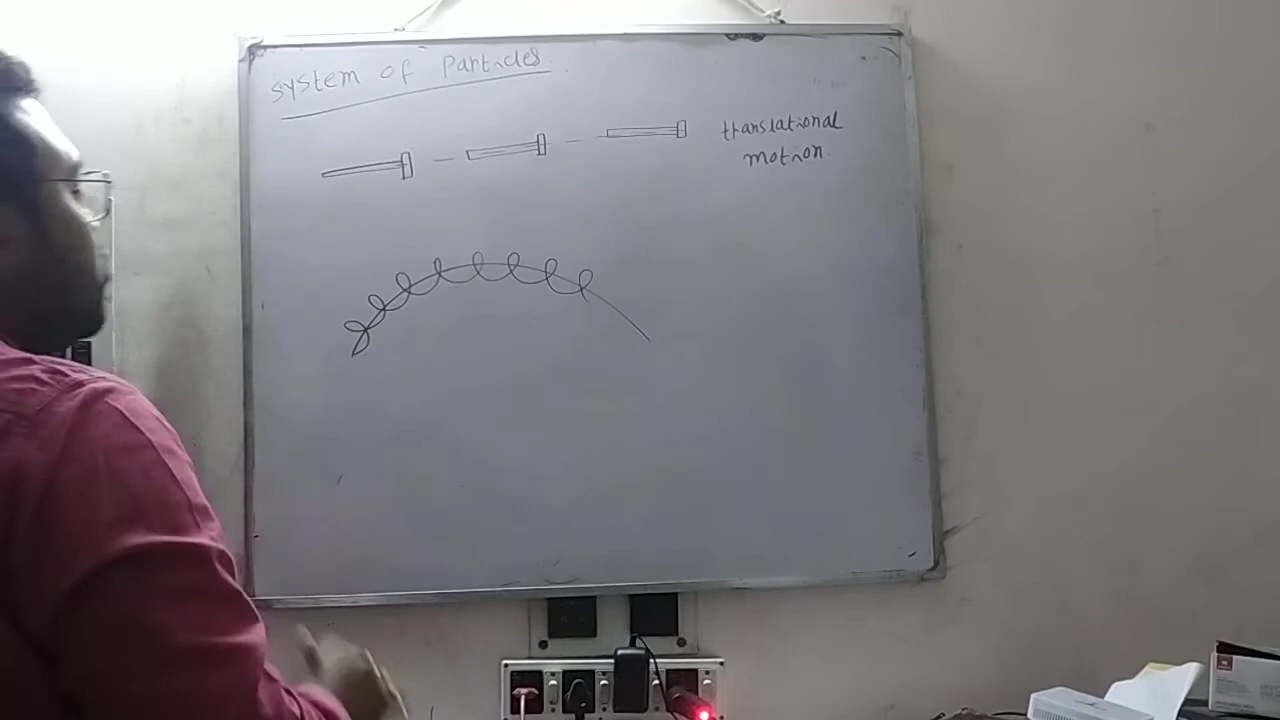 system of Particles
translational
motion.